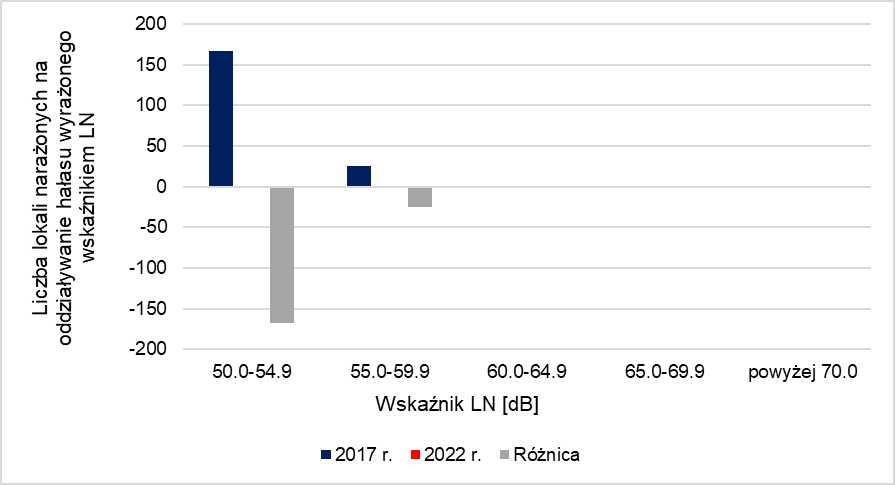 Liczba lokali narażonych na
oddziaływanie hałasu wyrażonego
wskaźnikiem LN
200
150
100
50
0
-50
-100
-150
-200
50.0-54.9 55.0-59.9 60.0-64.9 65.0-69.9 powyżej 70.0
Wskaźnik LN [dB]
2017 r. 2022 r. Różnica